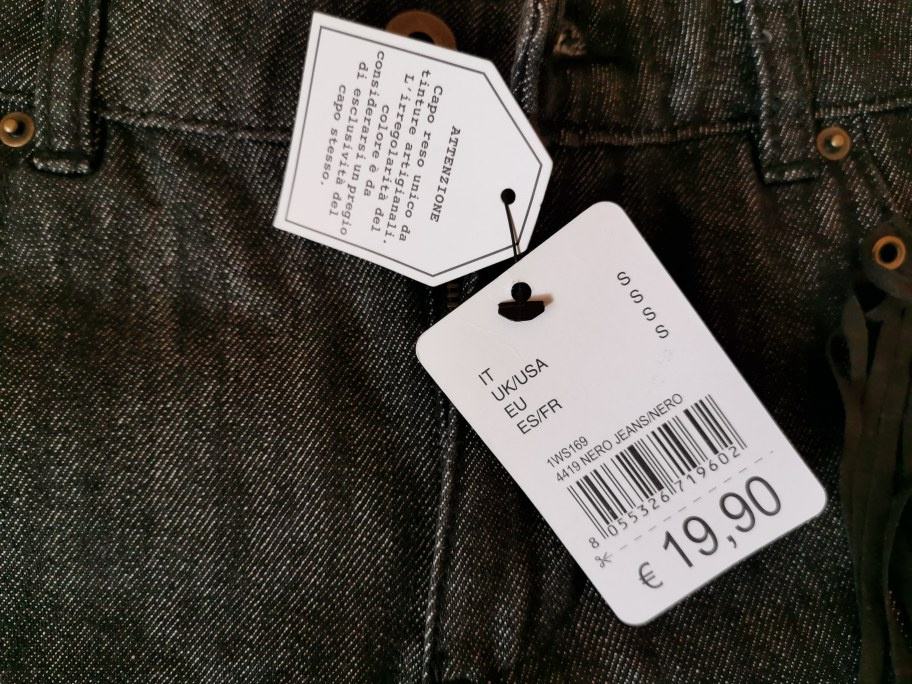 ATTENZIONE
Capo reso unico da
tinture artigianali.
L'irregolarità del
colore è da
considerarsi un pregio
di esclusività del
capo stesso.
IT S
UK/USA S
EU S
ES/FR S
1WS169
4419 NERO JEANS/NERO
8 055326 719602
€ 19,90